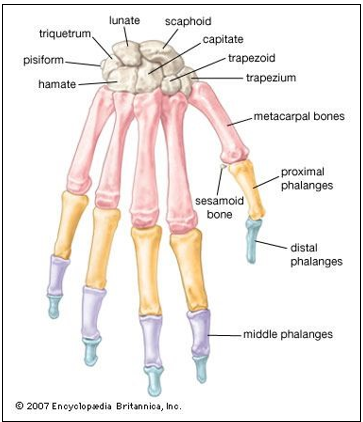 lunate
scaphoid
triquetrum
capitate
pisiform
trapezoid
hamate
trapezium
metacarpal bones
proximal
phalanges
sesamoid
bone
distal
phalanges
middle phalanges
© 2007 Encyclopædia Britannica, Inc.